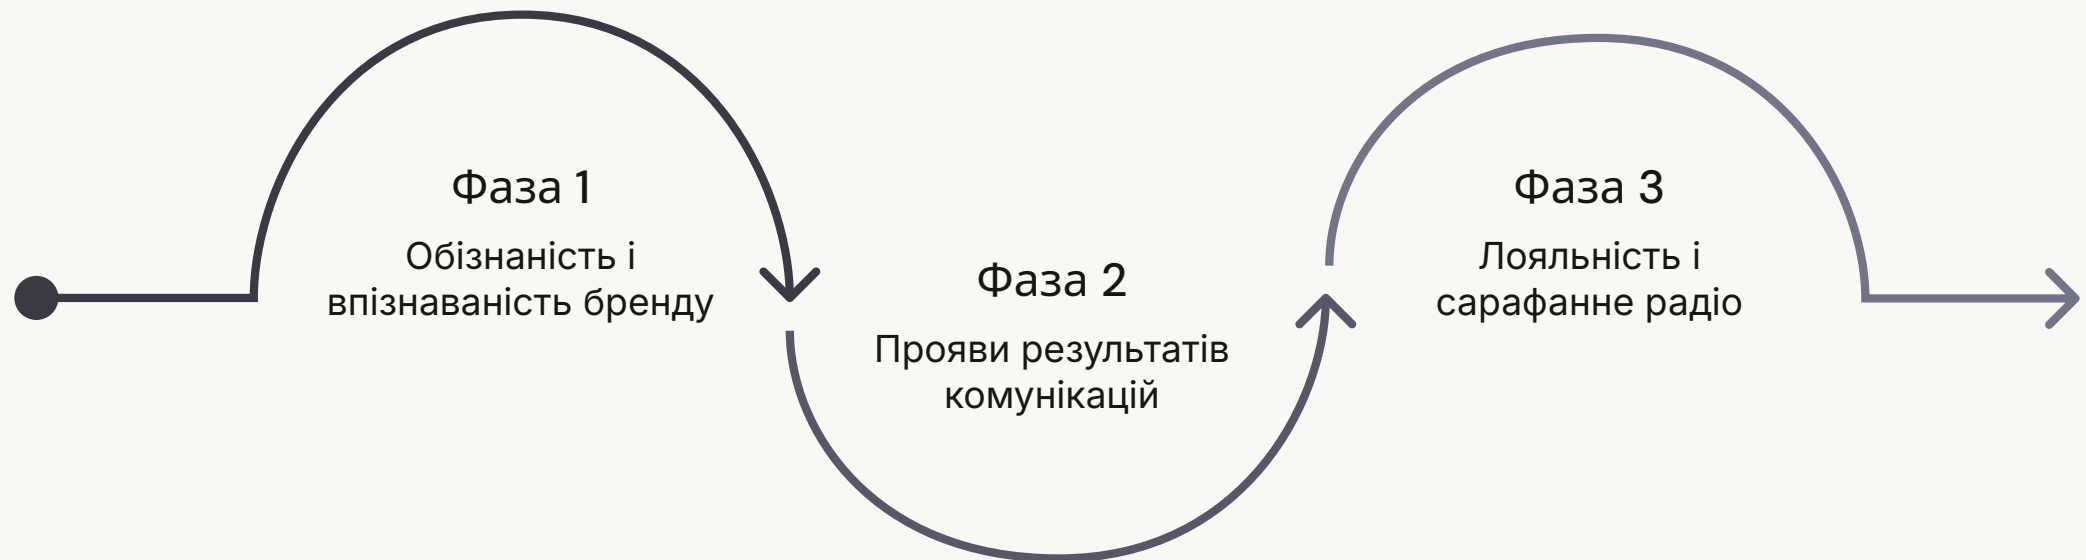 Фаза 1
Обізнаність і
впізнаваність бренду
Фаза 2
Прояви результатів
комунікацій
Фаза 3
Лояльність і
сарафанне радіо